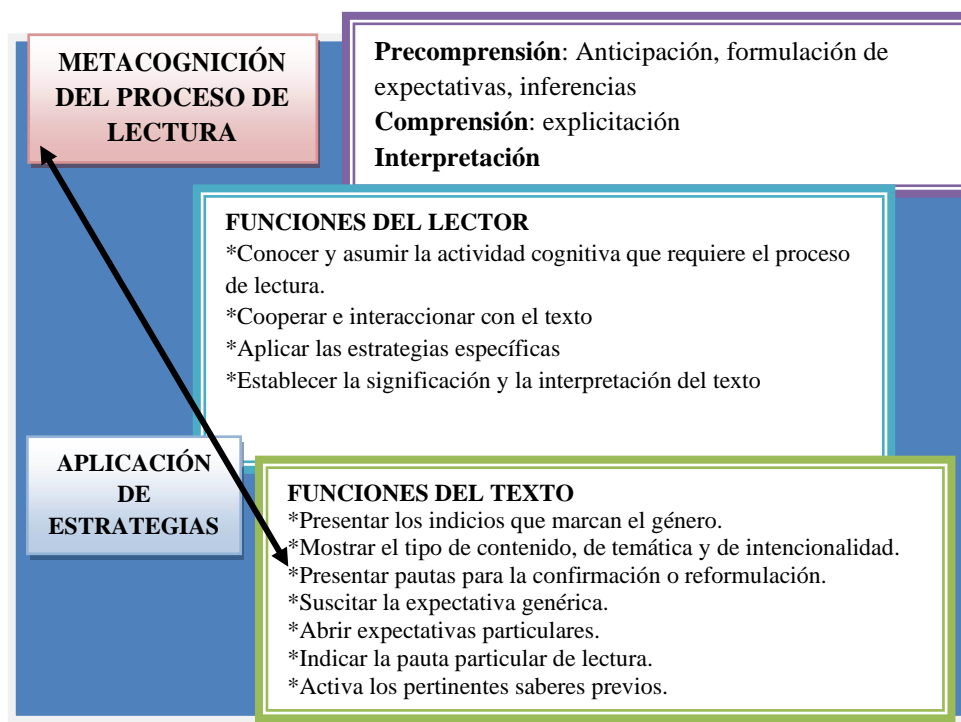 METACOGNICIÓN
DEL PROCESO DE
LECTURA
Precomprensión: Anticipación, formulación de
expectativas, inferencias
Comprensión: explicitación
Interpretación
FUNCIONES DEL LECTOR
*Conocer y asumir la actividad cognitiva que requiere el proceso
de lectura.
*Cooperar e interaccionar con el texto
*Aplicar las estrategias específicas
*Establecer la significación y la interpretación del texto
APLICACIÓN
DE
ESTRATEGIAS
FUNCIONES DEL TEXTO
*Presentar los indicios que marcan el género.
*Mostrar el tipo de contenido, de temática y de intencionalidad.
*Presentar pautas para la confirmación o reformulación.
*Suscitar la expectativa genérica.
*Abrir expectativas particulares.
*Indicar la pauta particular de lectura.
*Activa los pertinentes saberes previos.